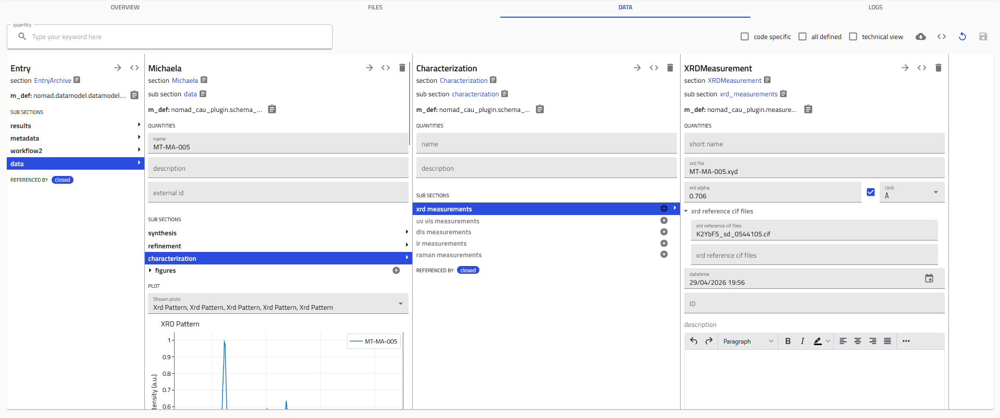 OVERVIEW
FILES
DATA
LOGS
quantity
Type your keyword here
code specific
all defined
technical view
Entry
section EntryArchive
m_def: nomad.datamodel.datamodel....
SUB SECTIONS
results
metadata
workflow2
data
REFERENCED BY closed
Michaela
section Michaela
sub section data
m_def: nomad_cau_plugin.schema_...
QUANTITIES
name
MT-MA-005
description
external id
SUB SECTIONS
synthesis
refinement
characterization
figures
PLOT
Shown plots
Xrd Pattern, Xrd Pattern, Xrd Pattern, Xrd Pattern, Xrd Pattern
XRD Pattern
MT-MA-005
1
0.9
0.8
0.7
0.6
tensity (a.u.)
Characterization
section Characterization
sub section characterization
m_def: nomad_cau_plugin.schema_...
QUANTITIES
name
description
SUB SECTIONS
xrd measurements
uv vis measurements
dls measurements
ir measurements
raman measurements
REFERENCED BY closed
XRDMeasurement
section XRDMeasurement
sub section xrd_measurements
m_def: nomad_cau_plugin.measure...
QUANTITIES
short name
xrd file
MT-MA-005.xyd
xrd alpha
0.706
Unit
Å
xrd reference cif files
xrd reference cif files
K2YbF5_sd_0544105.cif
xrd reference cif files
datetime
29/04/2026 19:56
ID
description
Paragraph
B I